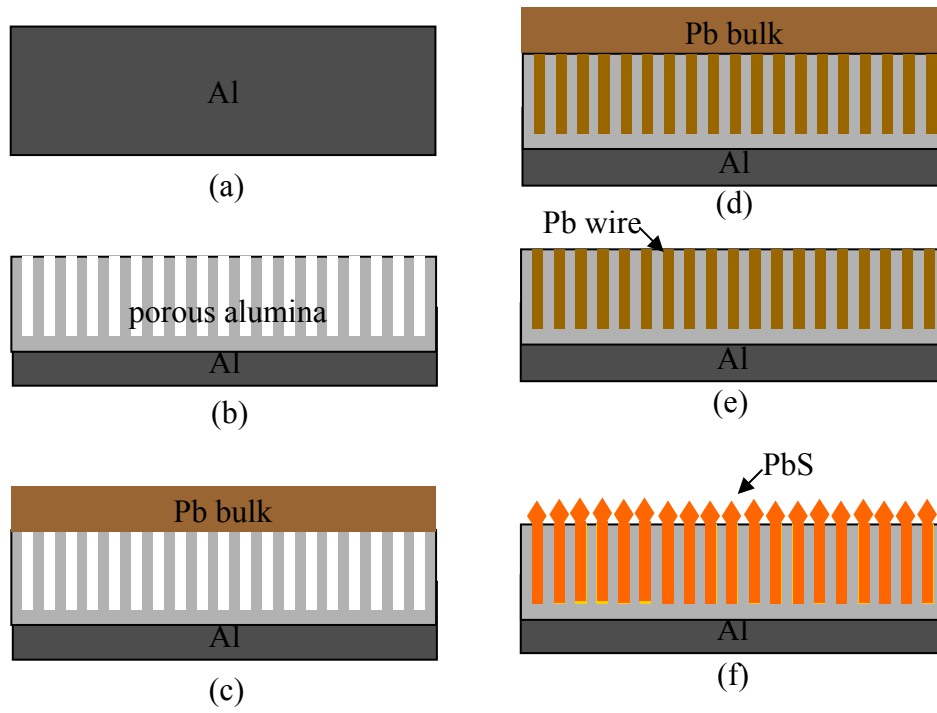 Al
(a)
porous alumina
Al
(b)
Pb bulk
Al
(c)
Pb bulk
Al
(d)
Pb wire
Al
(e)
PbS
Al
(f)